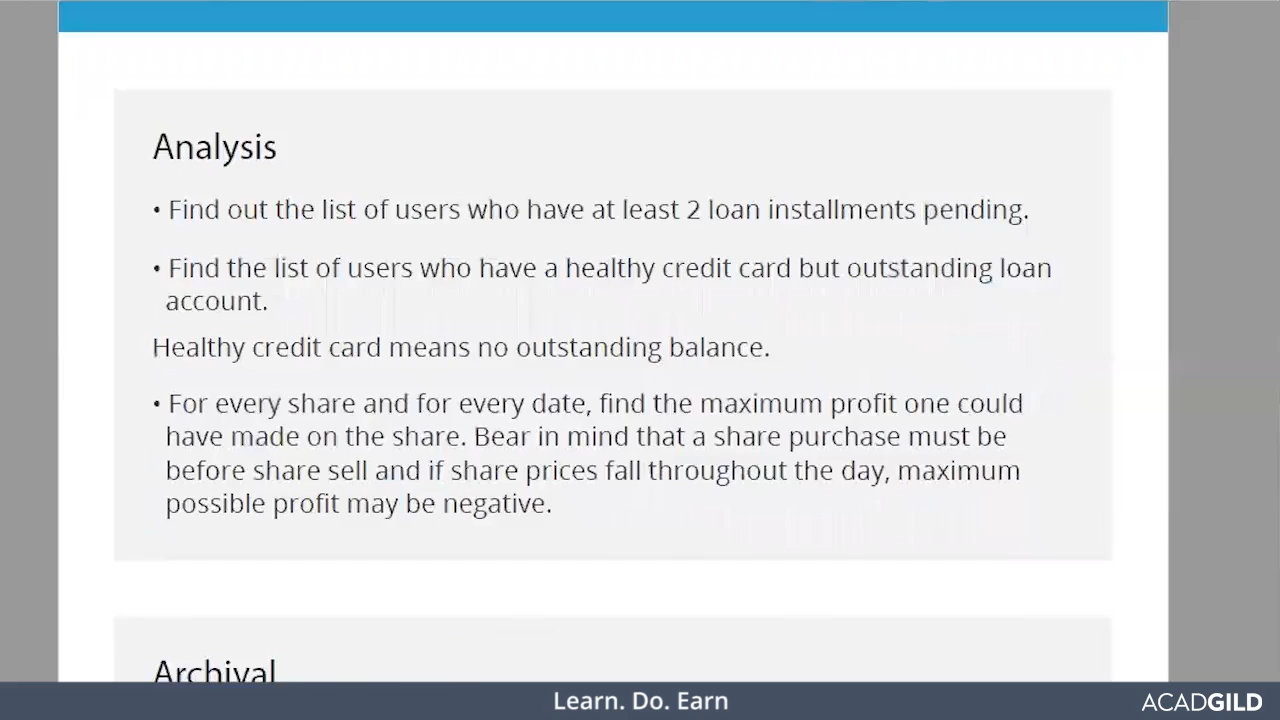 Analysis
• Find out the list of users who have at least 2 loan installments pending.
• Find the list of users who have a healthy credit card but outstanding loan
account.
Healthy credit card means no outstanding balance.
• For every share and for every date, find the maximum profit one could
have made on the share. Bear in mind that a share purchase must be
before share sell and if share prices fall throughout the day, maximum
possible profit may be negative.
Archival
Learn. Do. Earn
ACADGILD